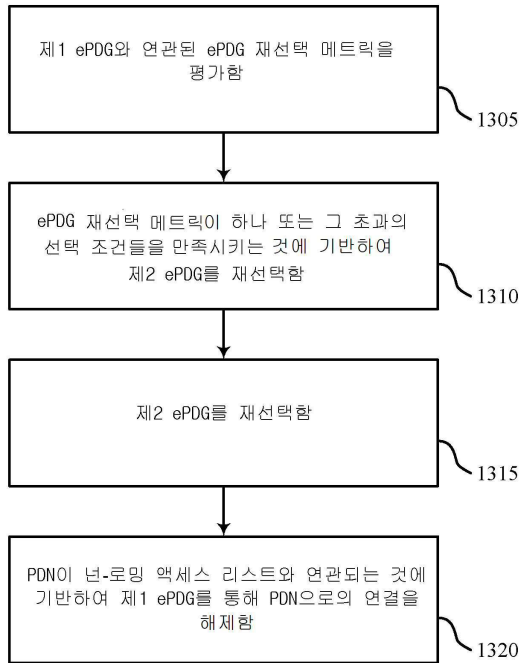 제1 ePDG와 연관된 ePDG 재선택 메트릭을
평가함
1305
ePDG 재선택 메트릭이 하나 또는 그 초과의
선택 조건들을 만족시키는 것에 기반하여
제2 ePDG를 재선택함
1310
제2 ePDG를 재선택함
1315
PDN이 넌-로밍 액세스 리스트와 연관되는 것에
기반하여 제1 ePDG를 통해 PDN으로의 연결을
해제함
1320